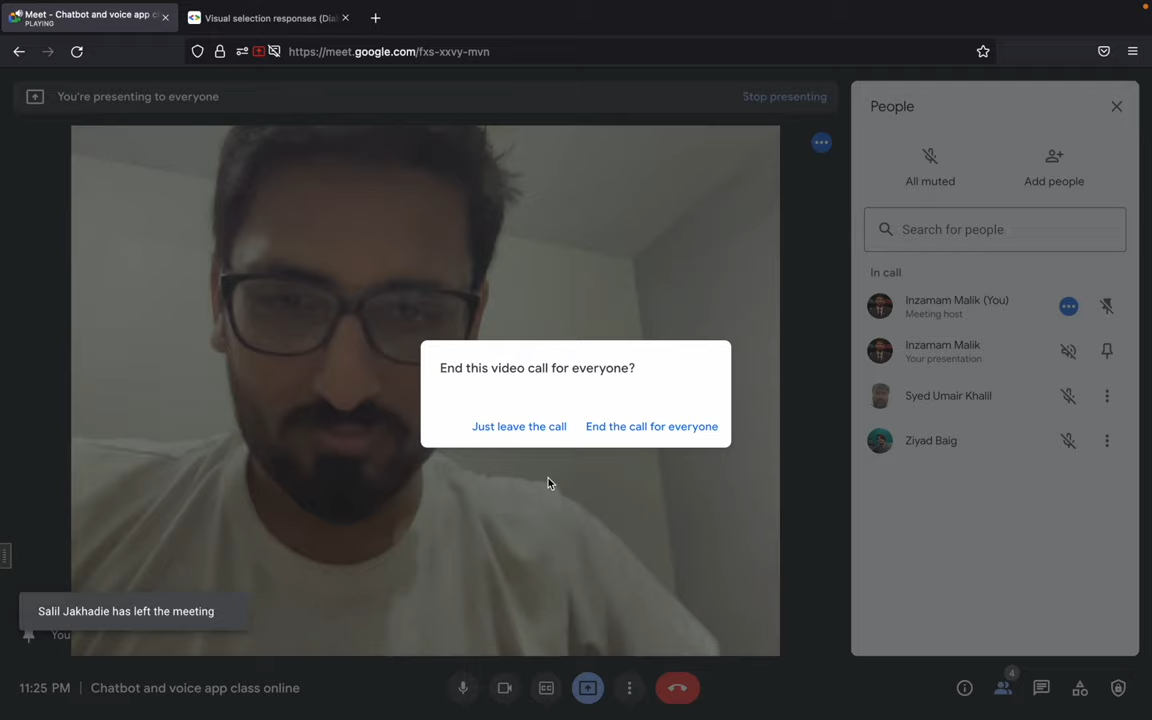 Meet - Chatbot and voice app c
PLAYING
Visual selection responses (Dia
https://meet.google.com/fxs-xxvy-mvn
You're presenting to everyone
Stop presenting
People
All muted
Add people
Search for people
In call
Inzamam Malik (You)
Meeting host
Inzamam Malik
Your presentation
Syed Umair Khalil
Ziyad Baig
End this video call for everyone?
Just leave the call
End the call for everyone
Salil Jakhadie has left the meeting
You
11:25 PM | Chatbot and voice app class online
4